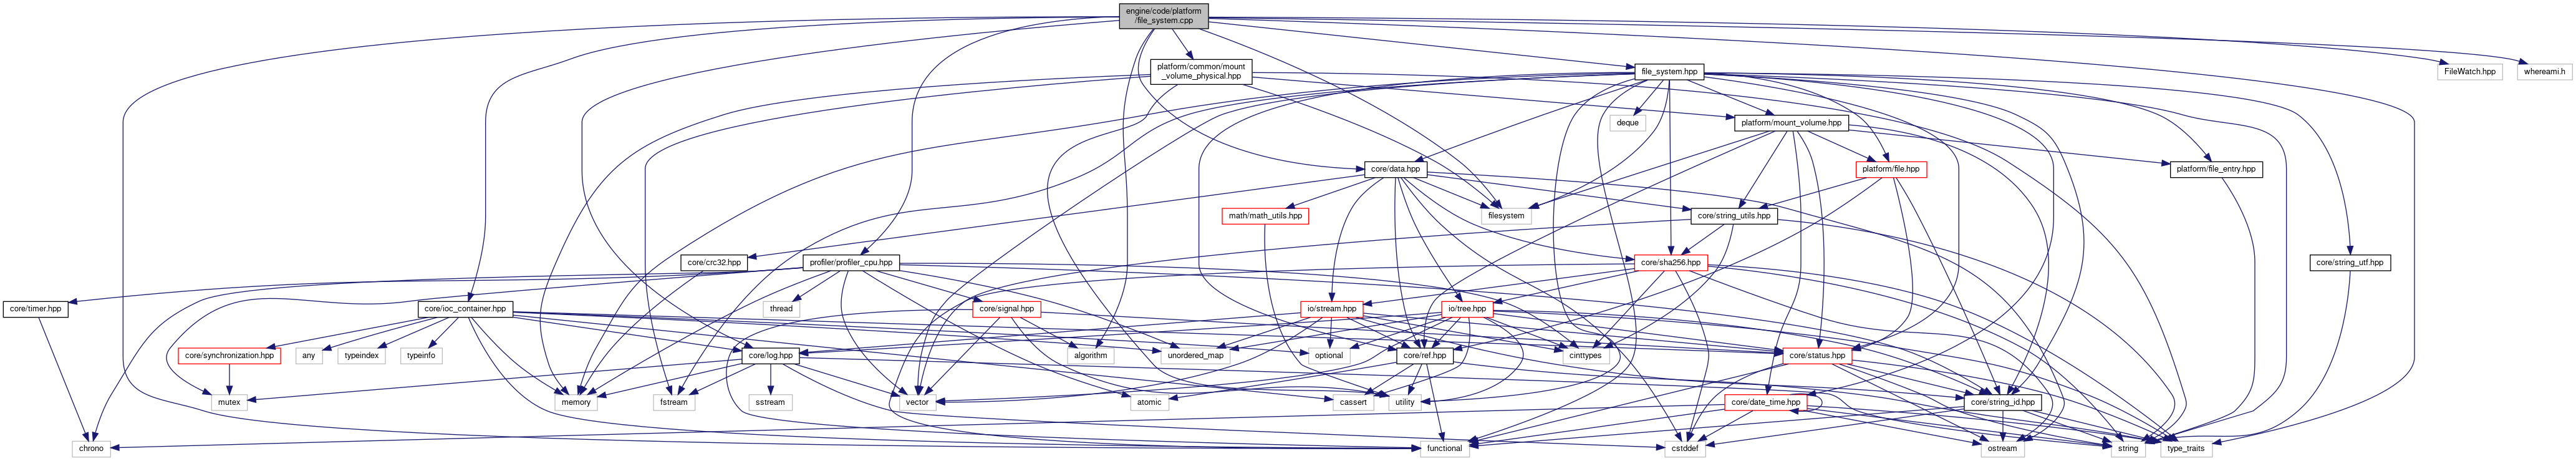 engine/code/platform
/file_system.cpp
platform/common/mount
_volume_physical.hpp
file_system.hpp
FileWatch.hpp
whereami.h
deque
platform/mount_volume.hpp
core/data.hpp
platform/file.hpp
platform/file_entry.hpp
math/math_utils.hpp
filesystem
core/string_utils.hpp
core/crc32.hpp
profiler/profiler_cpu.hpp
core/sha256.hpp
core/string_utf.hpp
core/timer.hpp
core/ioc_container.hpp
thread
core/signal.hpp
io/stream.hpp
io/tree.hpp
core/synchronization.hpp
any
typeindex
typeinfo
core/log.hpp
algorithm
unordered_map
optional
core/ref.hpp
cinttypes
core/status.hpp
mutex
memory
fstream
sstream
vector
atomic
cassert
utility
core/date_time.hpp
core/string_id.hpp
chrono
functional
cstddef
ostream
string
type_traits